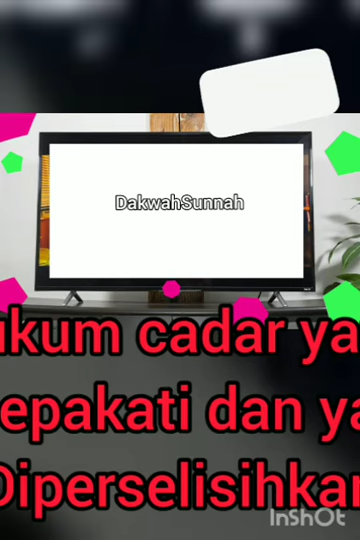 DakwahSunnah
ukum cadar ya
epakati dan ya
Diperselisihkan
InShOt